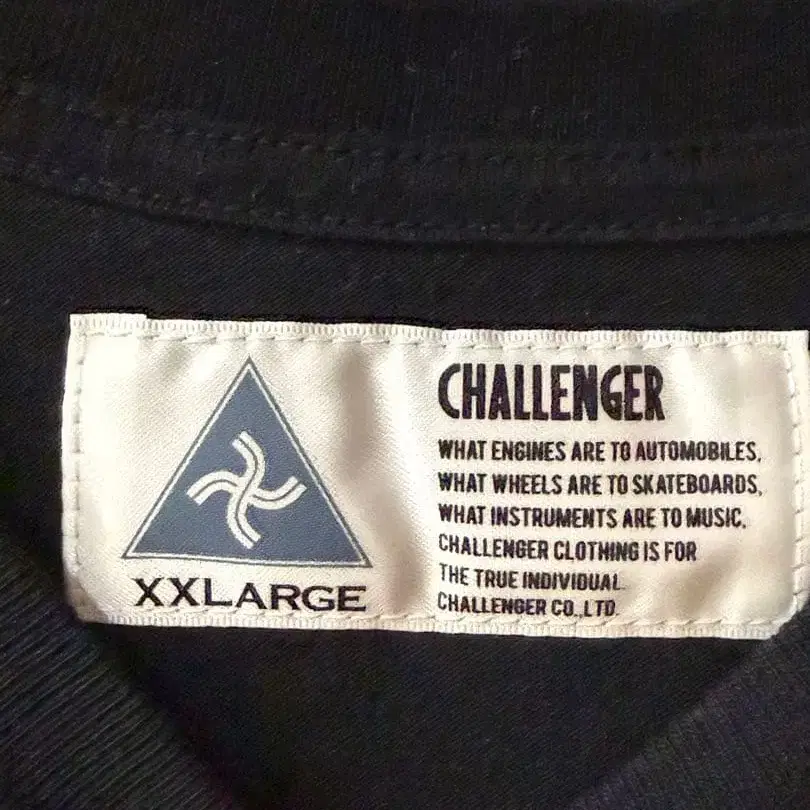 XXLARGE
CHALLENGER
WHAT ENGINES ARE TO AUTOMOBILES,
WHAT WHEELS ARE TO SKATEBOARDS,
WHAT INSTRUMENTS ARE TO MUSIC,
CHALLENGER CLOTHING IS FOR
THE TRUE INDIVIDUAL.
CHALLENGER CO.,LTD.